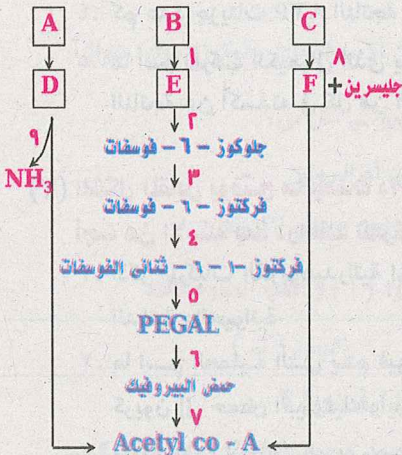 A B C
١ ٨
D E F + جليسرين
٩ ٢
NH3
جلوكوز - ٦ - فوسفات
٣
فركتوز - ٦ - فوسفات
٤
فركتوز -١ - ٦ - ثنائى الفوسفات
٥
PEGAL
٦
حمض البيروفيك
٧
Acetyl co - A